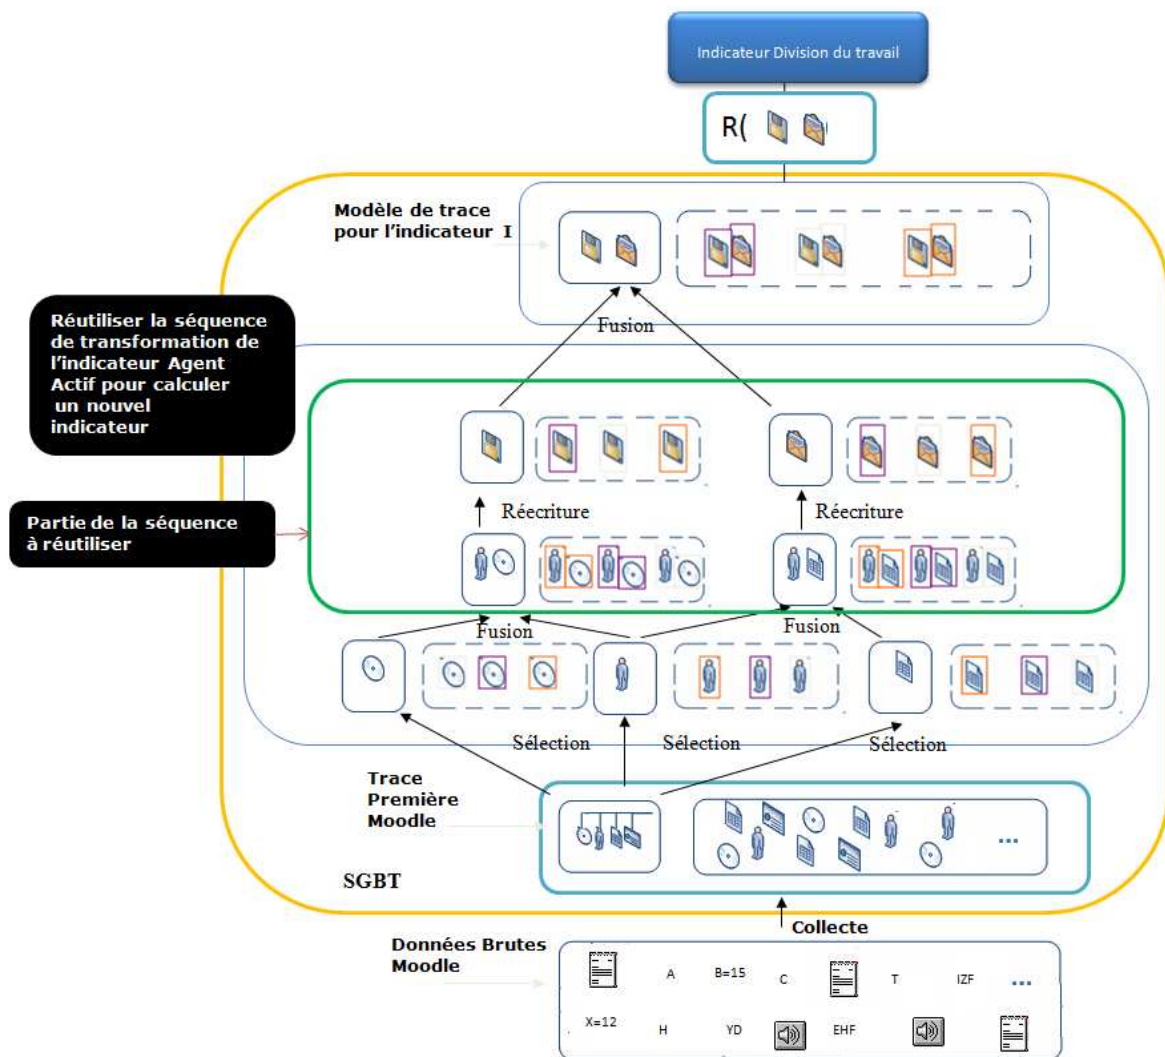 Indicateur Division du travail
R(
Modèle de trace
pour l'indicateur I
Fusion
Réutiliser la séquence
de transformation de
l'indicateur Agent
Actif pour calculer
un nouvel
indicateur
Réecriture
Réecriture
Partie de la séquence
à réutiliser
Fusion
Fusion
Sélection
Sélection
Sélection
Trace
Première
Moodle
...
SGBT
Collecte
Données Brutes
Moodle
A B=15 C T IZF ...
X=12 H YD EHF